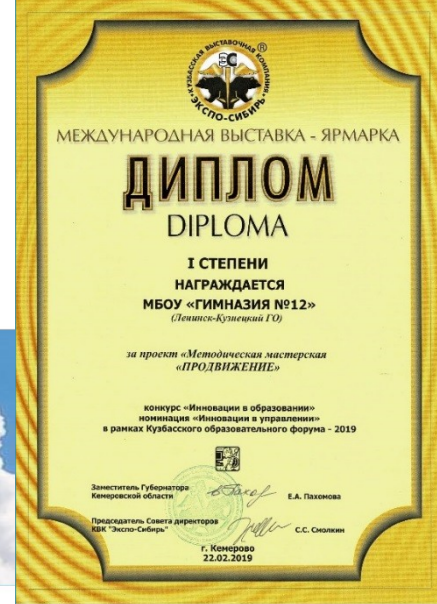 КУЗБАССКАЯ ВЫСТАВОЧНАЯ КОМПАНИЯ
®
ЭС
ЭКСПО-СИБИРЬ
МЕЖДУНАРОДНАЯ ВЫСТАВКА - ЯРМАРКА
ДИПЛОМ
DIPLOMA
I СТЕПЕНИ
НАГРАЖДАЕТСЯ
МБОУ «ГИМНАЗИЯ №12»
(Ленинск-Кузнецкий ГО)
за проект «Методическая мастерская
«ПРОДВИЖЕНИЕ»
конкурс «Инновации в образовании»
номинация «Инновации в управлении»
в рамках Кузбасского образовательного форума - 2019
Заместитель Губернатора
Кемеровской области
Е.А. Пахомова
Председатель Совета директоров
КВК "Экспо-Сибирь"
С.С. Смолкин
г. Кемерово
22.02.2019